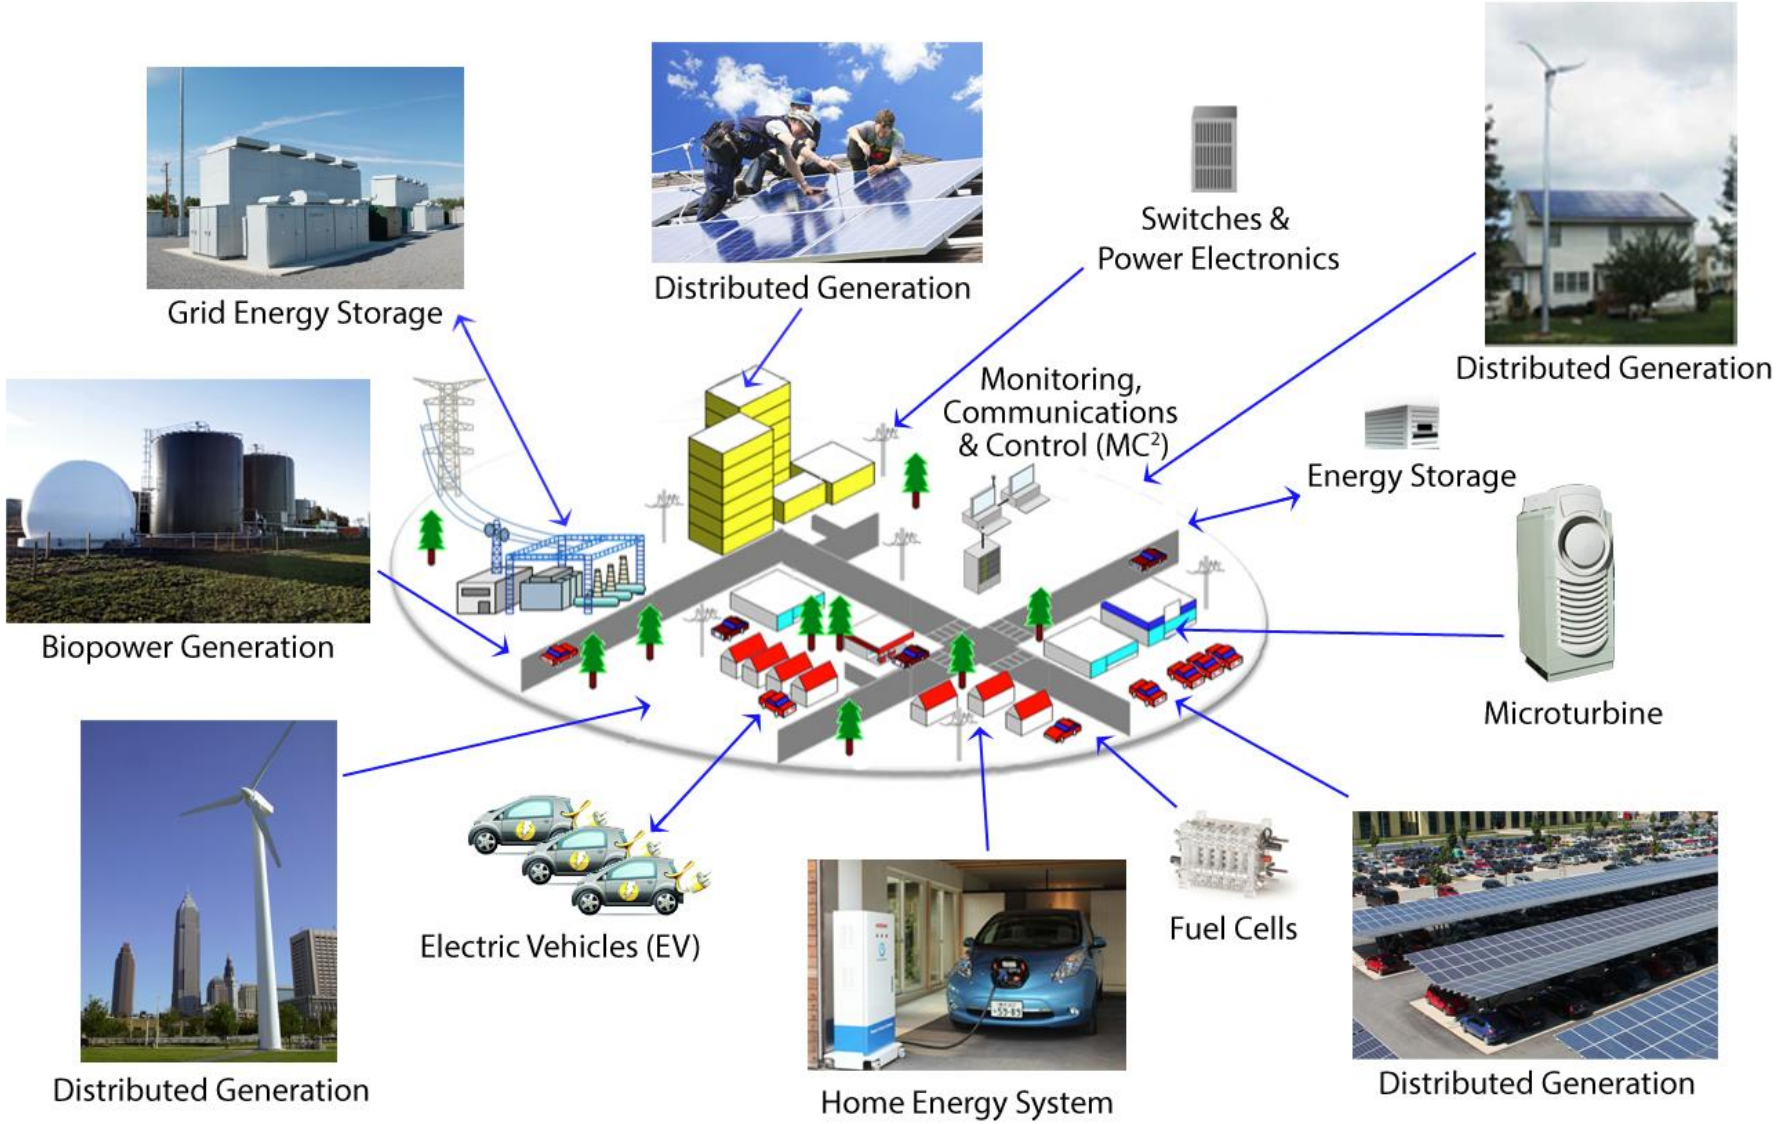 Grid Energy Storage
Distributed Generation
Switches &
Power Electronics
Distributed Generation
Monitoring,
Communications
& Control (MC²)
Energy Storage
Biopower Generation
Microturbine
Distributed Generation
Electric Vehicles (EV)
Home Energy System
Fuel Cells
Distributed Generation